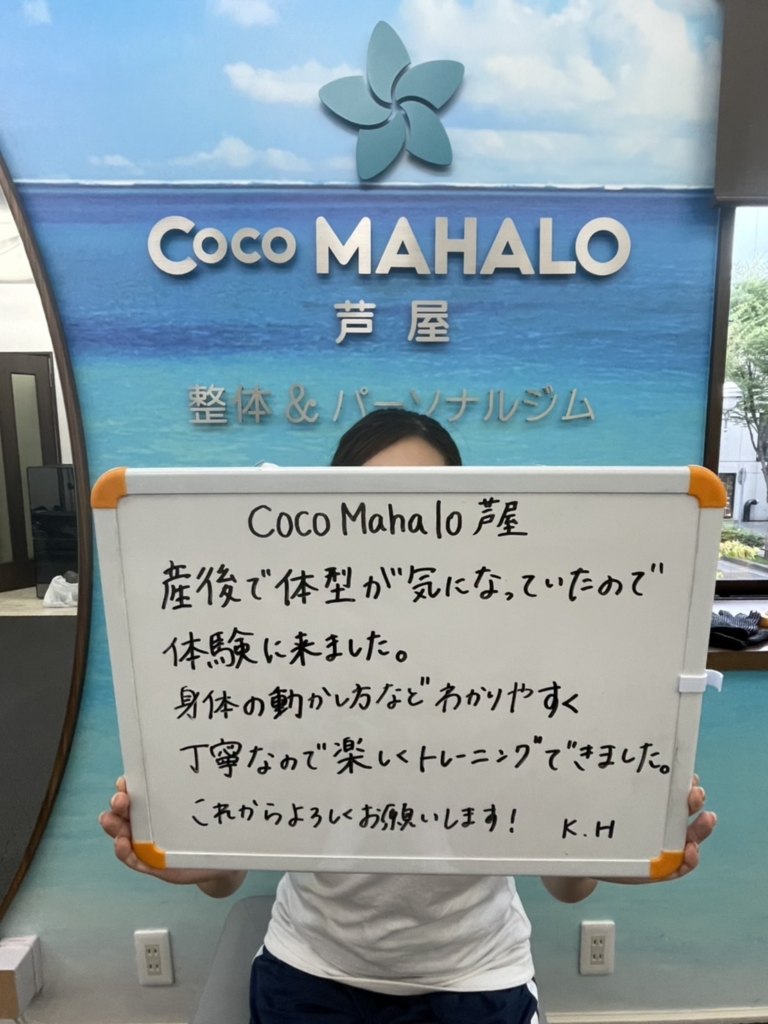 Coco MAHALO
芦屋
整体 & パーソナルジム
Coco Mahalo 芦屋
産後で体型が気になっていたので
体験に来ました。
身体の動かし方などわかりやすく
丁寧なので楽しくトレーニングできました。
これからよろしくお願いします！ K.H